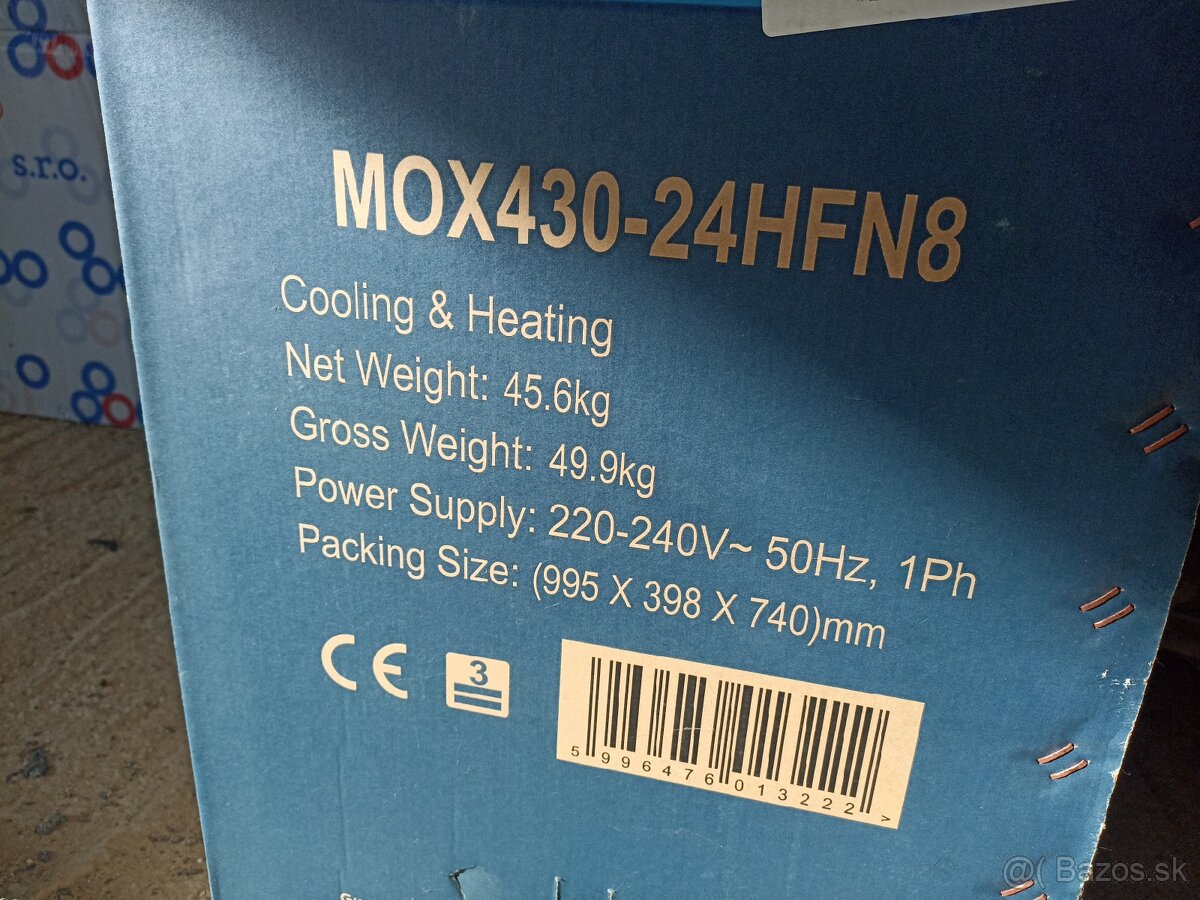 s.r.o.
MOX430-24HFN8
Cooling & Heating
Net Weight: 45.6kg
Gross Weight: 49.9kg
Power Supply: 220-240V~ 50Hz, 1Ph
Packing Size: (995 X 398 X 740)mm
CE
3
5 996476 013222 >
@( Bazos.sk